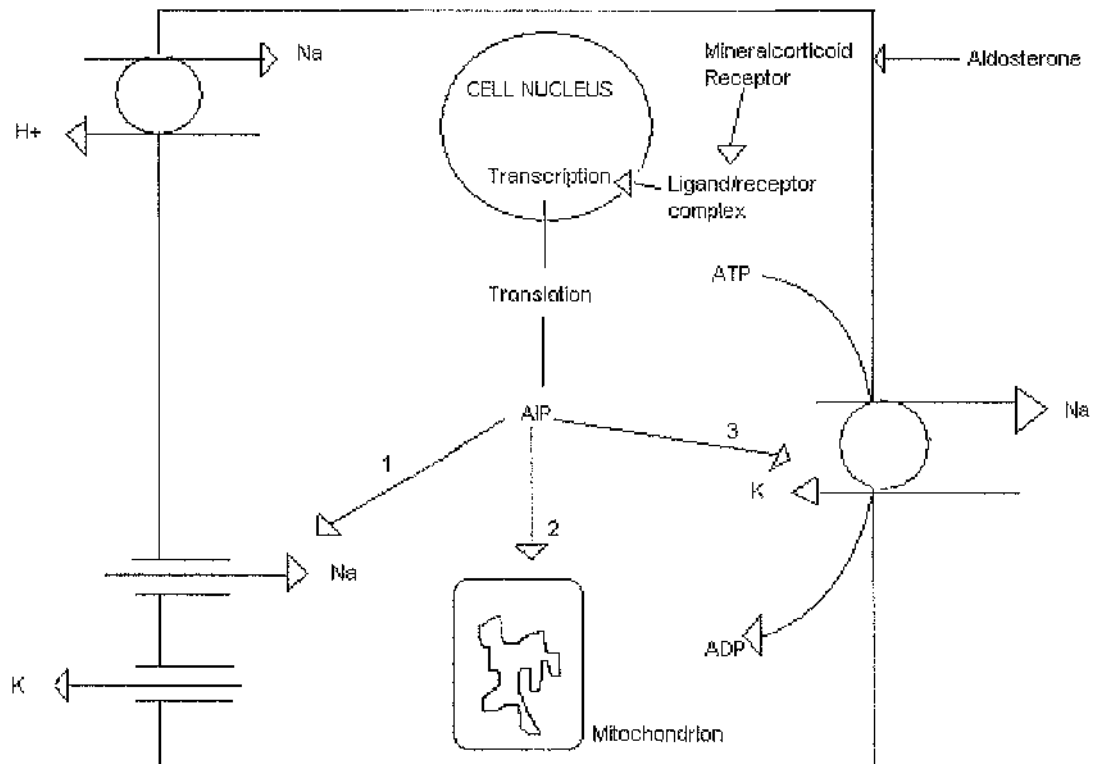 Na
H+
CELL NUCLEUS
Transcription
Mineralcorticoid
Receptor
Aldosterone
Ligand/receptor
complex
Translation
ATP
AIP
1
2
3
Na
K
Na
K
ADP
Mitochondrion